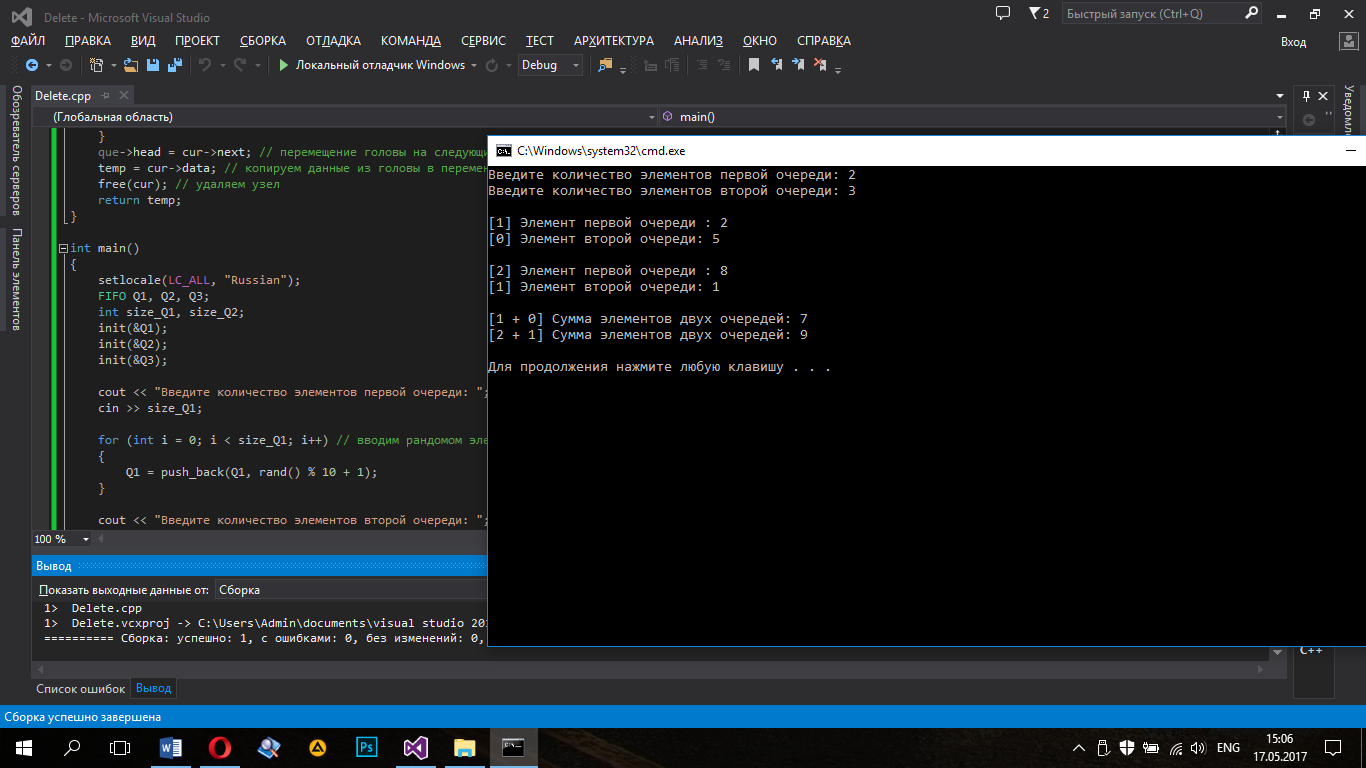 Delete - Microsoft Visual Studio
2
Быстрый запуск (Ctrl+Q)
ФАЙЛ ПРАВКА ВИД ПРОЕКТ СБОРКА ОТЛАДКА КОМАНДА СЕРВИС ТЕСТ АРХИТЕКТУРА АНАЛИЗ ОКНО СПРАВКА
Вход
Локальный отладчик Windows
Debug
Обозреватель серверов
Панель элементов
Delete.cpp
(Глобальная область)
main()
}
que->head = cur->next; // перемещение головы на следующи
temp = cur->data; // копируем данные из головы в перемен
free(cur); // удаляем узел
return temp;
}
int main()
{
setlocale(LC_ALL, "Russian");
FIFO Q1, Q2, Q3;
int size_Q1, size_Q2;
init(&Q1);
init(&Q2);
init(&Q3);
cout << "Введите количество элементов первой очереди: ";
cin >> size_Q1;
for (int i = 0; i < size_Q1; i++) // вводим рандомом эле
{
Q1 = push_back(Q1, rand() % 10 + 1);
}
cout << "Введите количество элементов второй очереди: ";
100 %
C:\Windows\system32\cmd.exe
Введите количество элементов первой очереди: 2
Введите количество элементов второй очереди: 3
[1] Элемент первой очереди : 2
[0] Элемент второй очереди: 5
[2] Элемент первой очереди : 8
[1] Элемент второй очереди: 1
[1 + 0] Сумма элементов двух очередей: 7
[2 + 1] Сумма элементов двух очередей: 9
Для продолжения нажмите любую клавишу . . .
Уведомл
C++
Вывод
Показать выходные данные от: Сборка
1> Delete.cpp
1> Delete.vcxproj -> C:\Users\Admin\documents\visual studio 20
========== Сборка: успешно: 1, с ошибками: 0, без изменений: 0,
Список ошибок Вывод
Сборка успешно завершена
Ps
ENG
15:06
17.05.2017